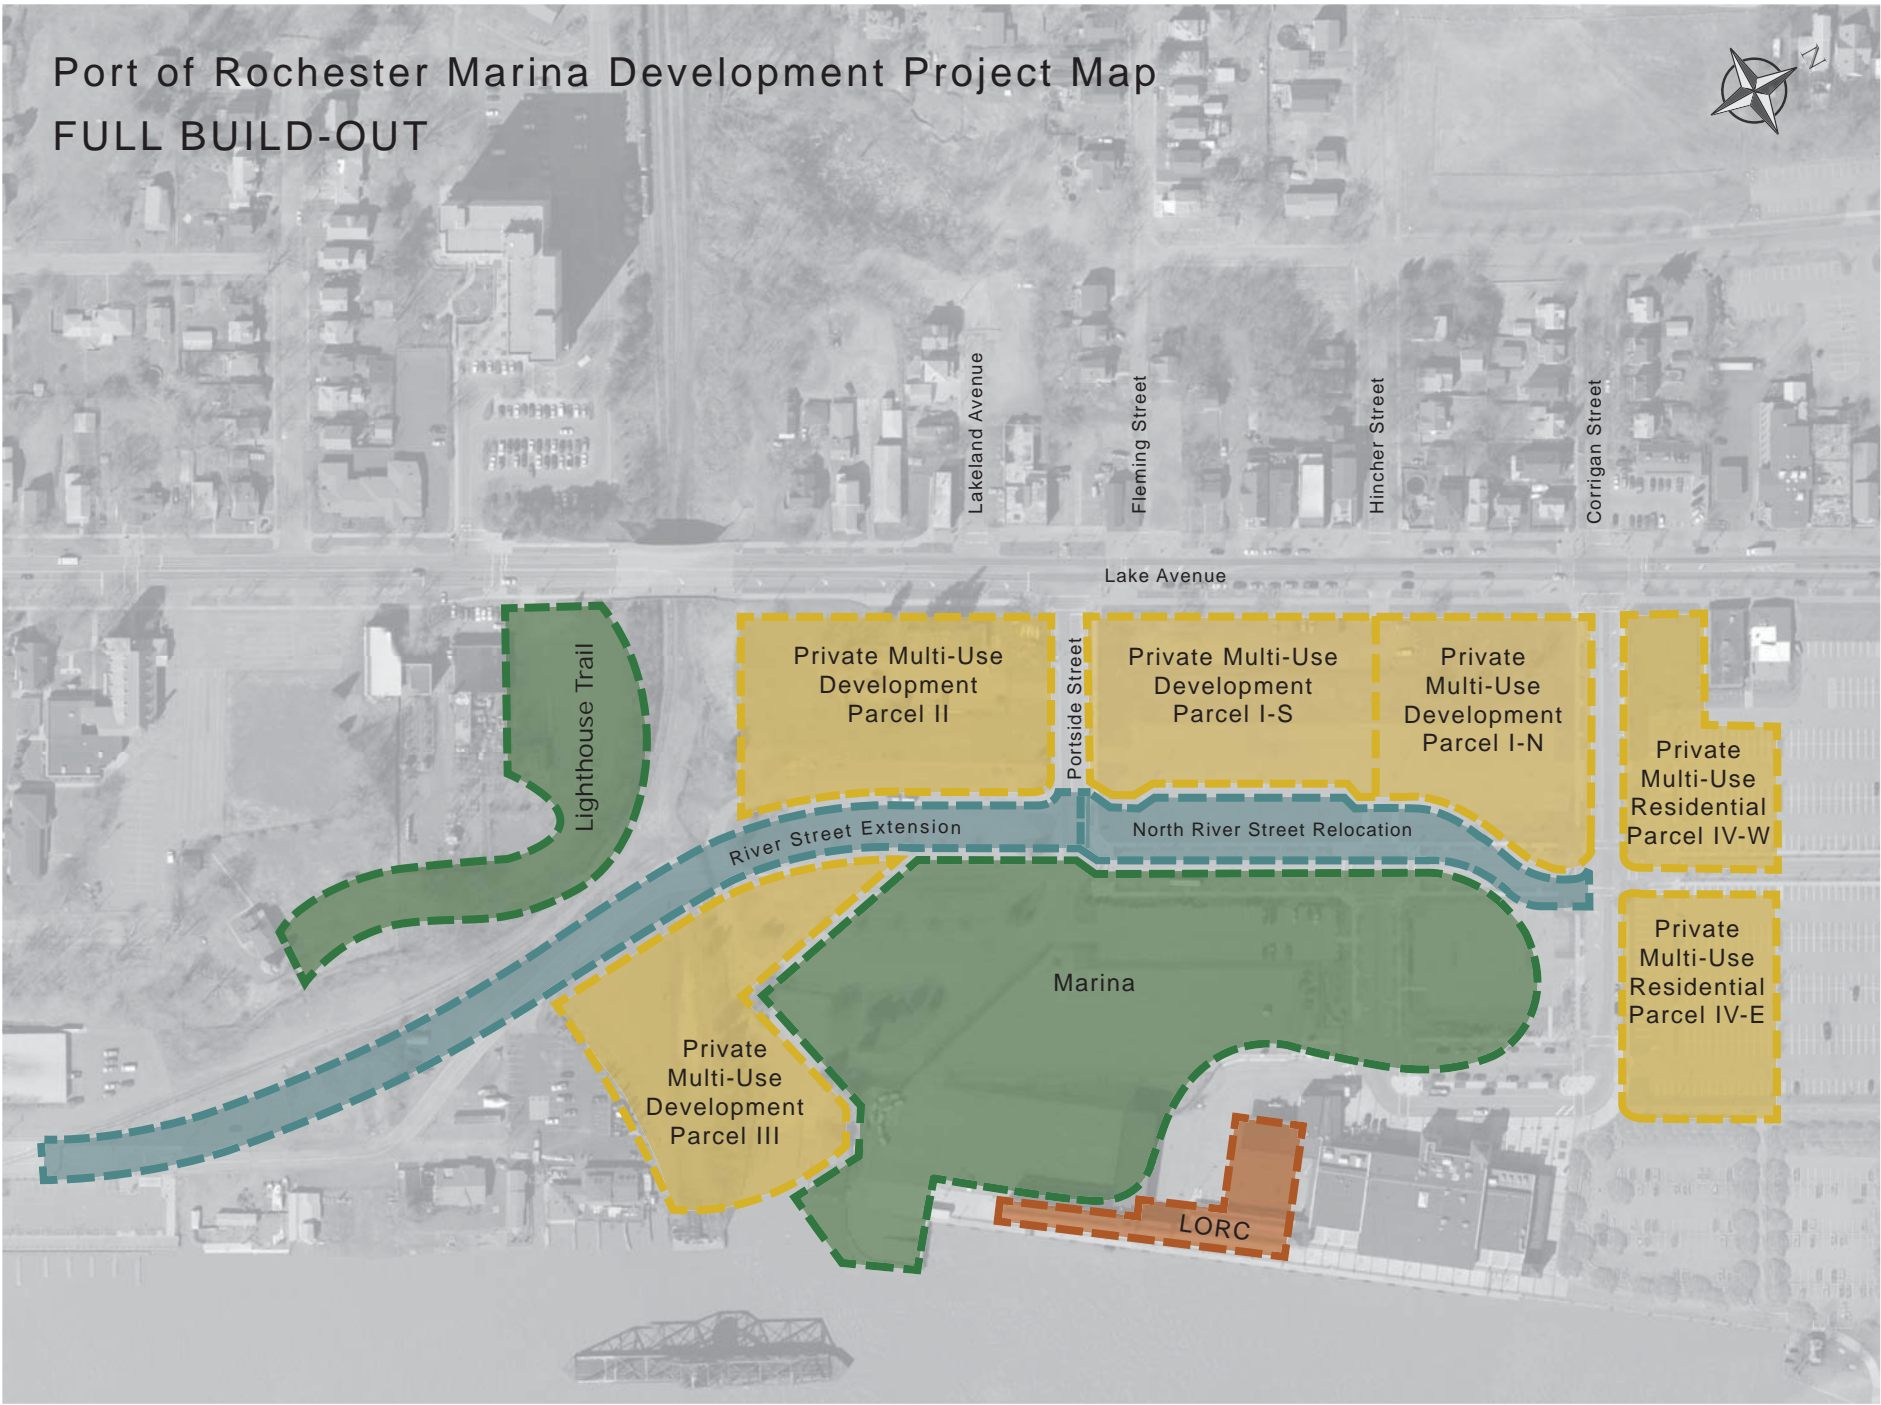 Port of Rochester Marina Development Project Map
FULL BUILD-OUT
N
Lakeland Avenue
Fleming Street
Hincher Street
Corrigan Street
Lake Avenue
Lighthouse Trail
Private Multi-Use
Development
Parcel II
Portside Street
Private Multi-Use
Development
Parcel I-S
Private
Multi-Use
Development
Parcel I-N
Private
Multi-Use
Residential
Parcel IV-W
River Street Extension
North River Street Relocation
Private
Multi-Use
Residential
Parcel IV-E
Marina
Private
Multi-Use
Development
Parcel III
LORC